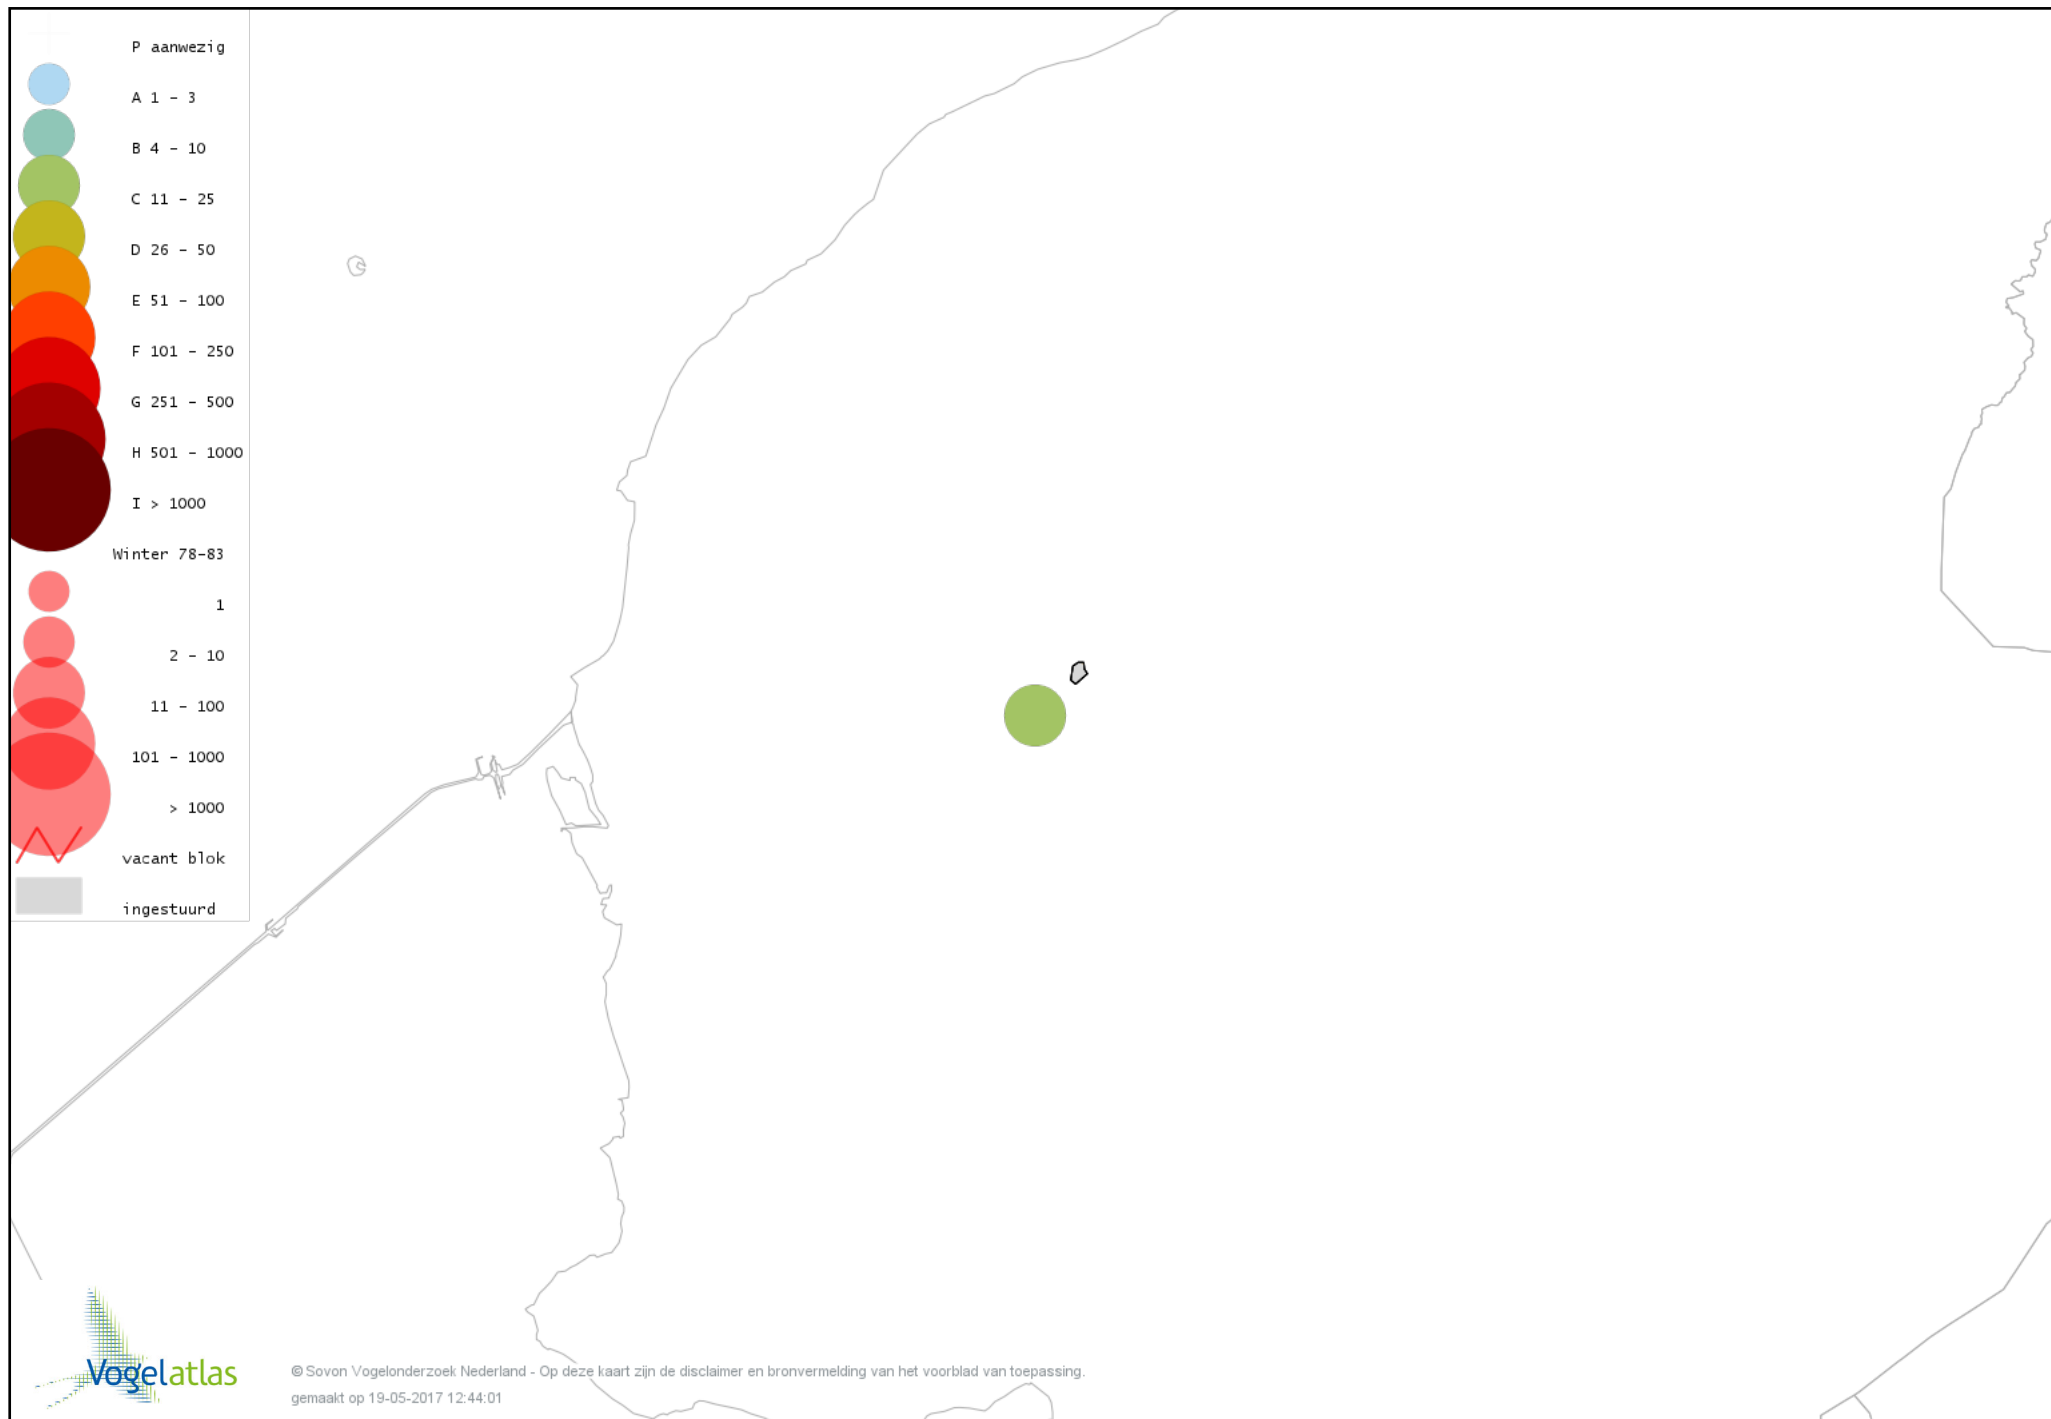 P aanwezig
A 1 - 3
B 4 - 10
C 11 - 25
D 26 - 50
E 51 - 100
F 101 - 250
G 251 - 500
H 501 - 1000
I > 1000
Winter 78-83
1
2 - 10
11 - 100
101 - 1000
> 1000
vacant blok
ingestuurd
Vogelatlas
© Sovon Vogelonderzoek Nederland - Op deze kaart zijn de disclaimer en bronvermelding van het voorblad van toepassing.
gemaakt op 19-05-2017 12:44:01